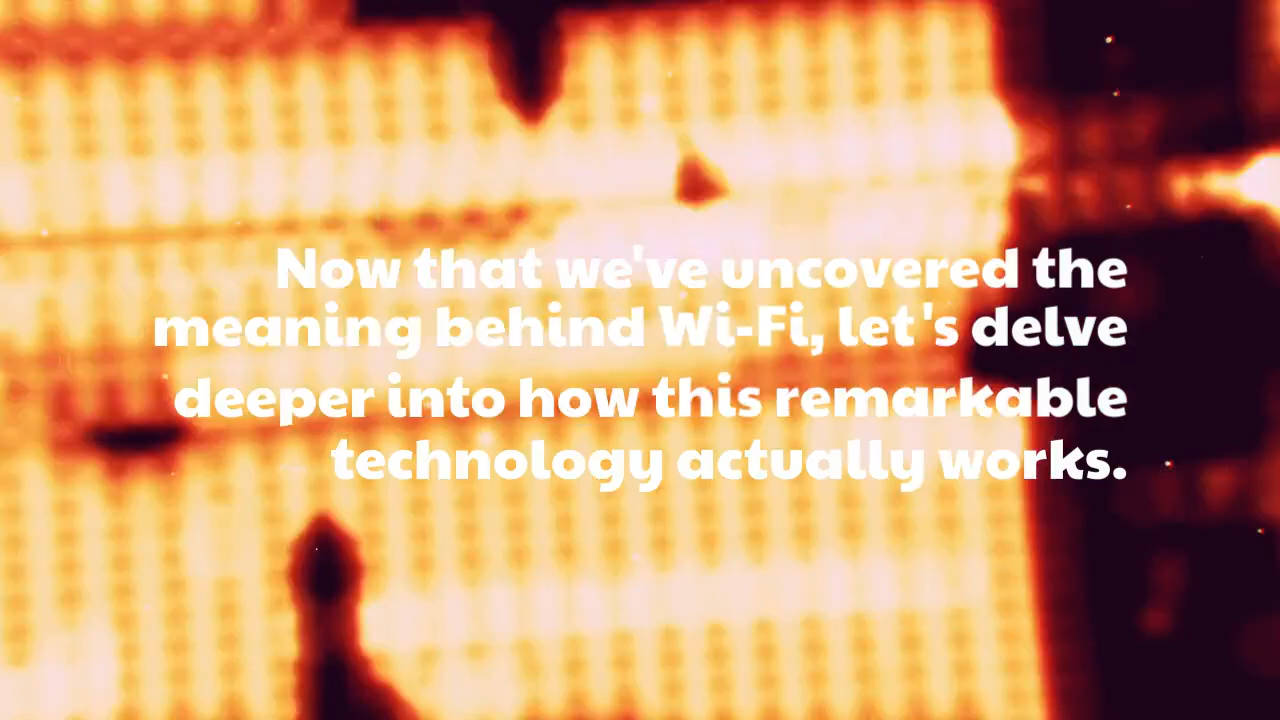 Now that we've uncovered the
meaning behind Wi-Fi, let's delve
deeper into how this remarkable
technology actually works.